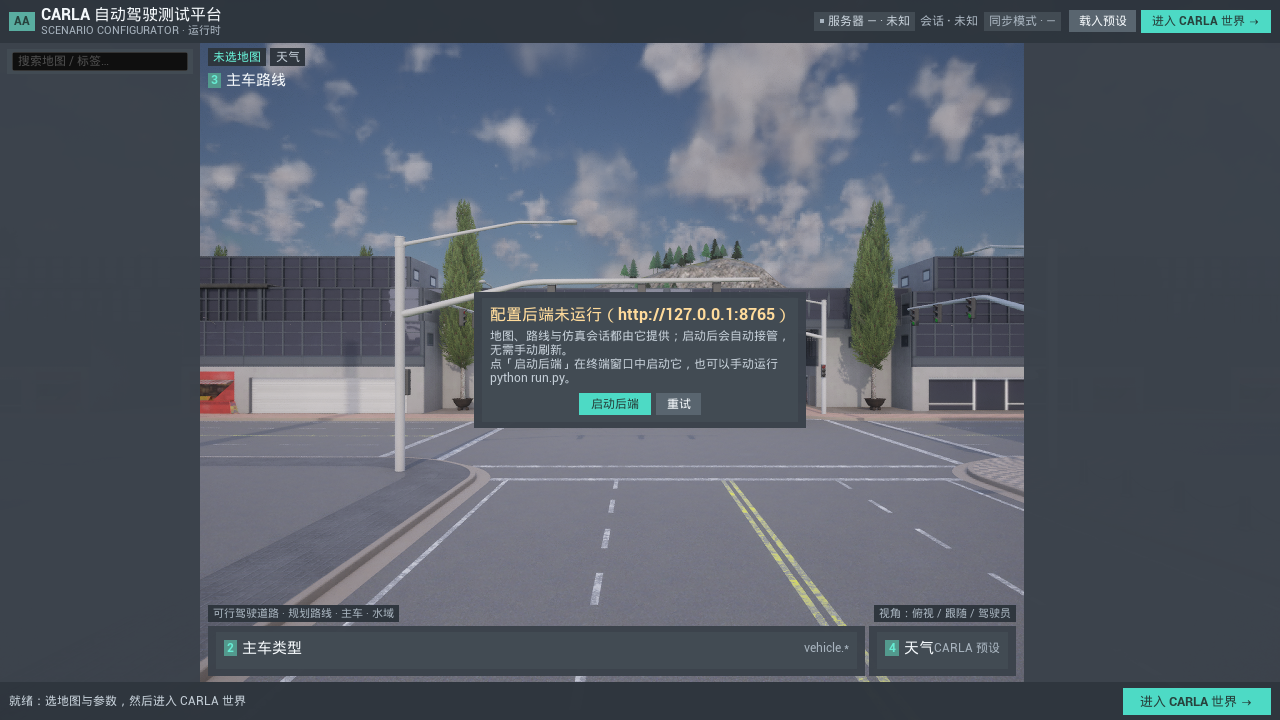 AA
CARLA 自动驾驶测试平台
SCENARIO CONFIGURATOR · 运行时
服务器 — · 未知
会话 · 未知
同步模式 · —
载入预设
进入 CARLA 世界 →
搜索地图 / 标签...
未选地图
天气
3 主车路线
配置后端未运行（http://127.0.0.1:8765）
地图、路线与仿真会话都由它提供；启动后会自动接管，
无需手动刷新。
点「启动后端」在终端窗口中启动它，也可以手动运行
python run.py。
启动后端
重试
可行驾驶道路 · 规划路线 · 主车 · 水域
视角：俯视 / 跟随 / 驾驶员
2 主车类型
vehicle.*
4 天气CARLA 预设
就绪：选地图与参数，然后进入 CARLA 世界
进入 CARLA 世界 →